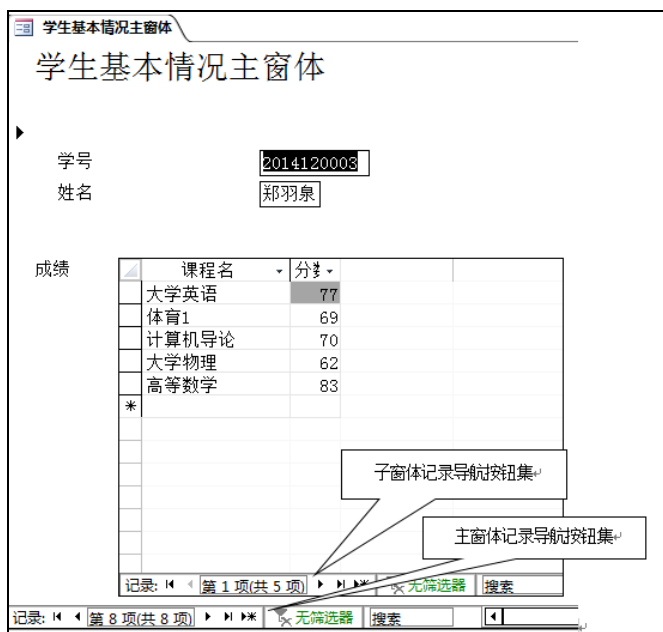 学生基本情况主窗体
学生基本情况主窗体
学号 2014120003
姓名 郑羽泉
成绩
课程名 分数
大学英语 77
体育1 69
计算机导论 70
大学物理 62
高等数学 83
子窗体记录导航按钮集
主窗体记录导航按钮集
记录: 第 1 项(共 5 项) 无筛选器 搜索
记录: 第 8 项(共 8 项) 无筛选器 搜索